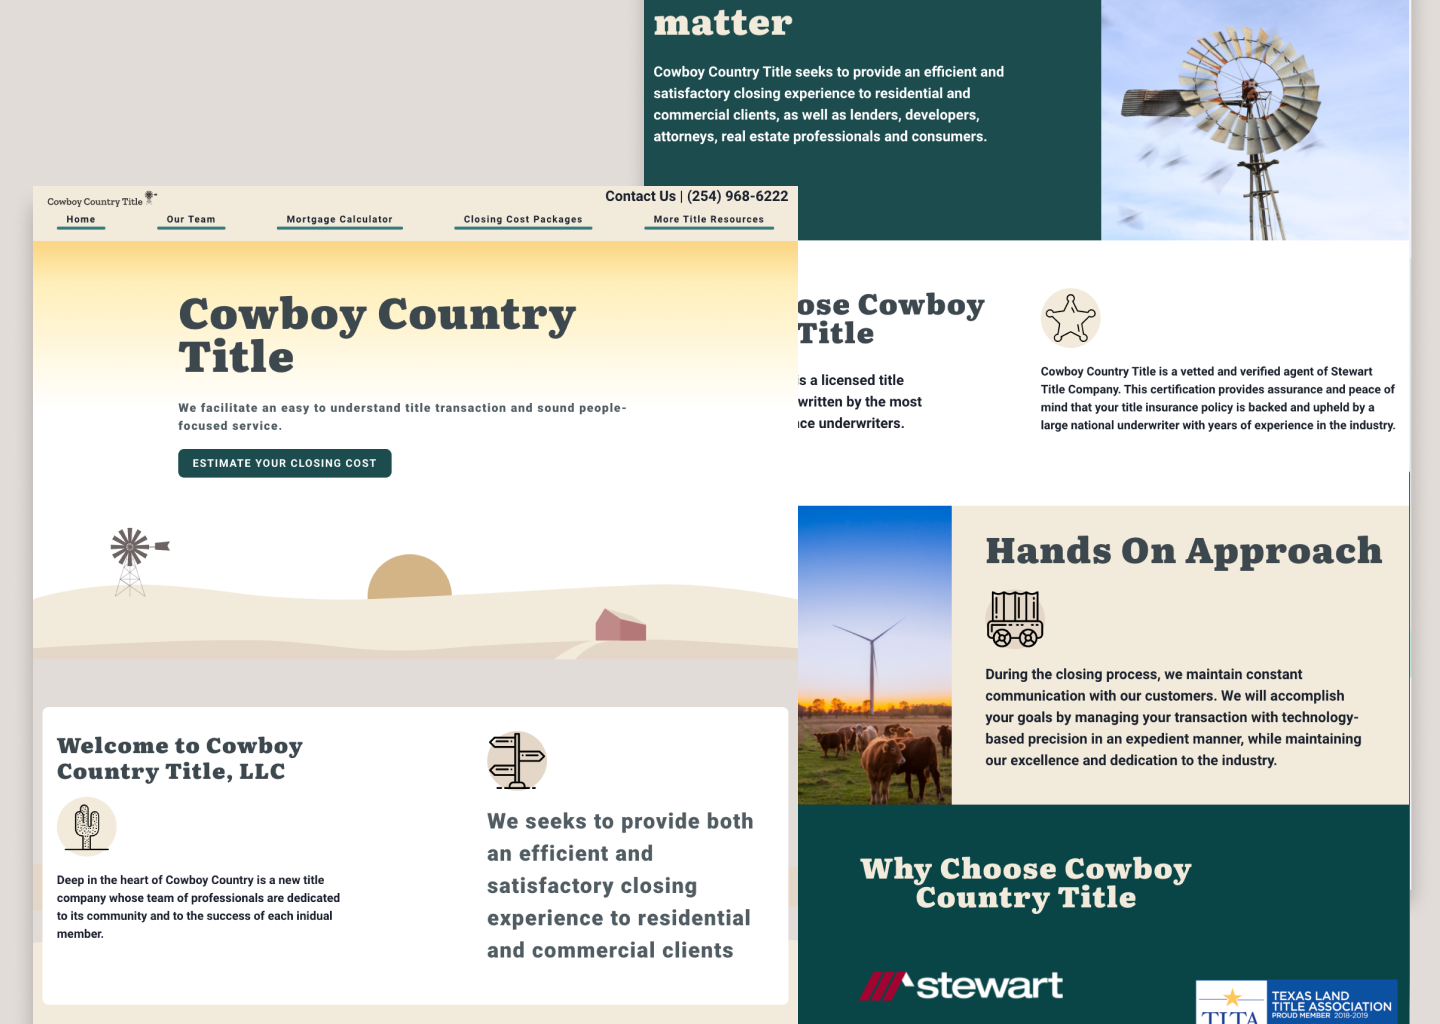 matter
Cowboy Country Title seeks to provide an efficient and
satisfactory closing experience to residential and
commercial clients, as well as lenders, developers,
attorneys, real estate professionals and consumers.
Cowboy Country Title
Contact Us | (254) 968-6222
Home
Our Team
Mortgage Calculator
Closing Cost Packages
More Title Resources
Cowboy Country
Title
We facilitate an easy to understand title transaction and sound people-
focused service.
ESTIMATE YOUR CLOSING COST
Welcome to Cowboy
Country Title, LLC
Deep in the heart of Cowboy Country is a new title
company whose team of professionals are dedicated
to its community and to the success of each inidual
member.
We seeks to provide both
an efficient and
satisfactory closing
experience to residential
and commercial clients
ose Cowboy
Title
is a licensed title
written by the most
ce underwriters.
Cowboy Country Title is a vetted and verified agent of Stewart
Title Company. This certification provides assurance and peace of
mind that your title insurance policy is backed and upheld by a
large national underwriter with years of experience in the industry.
Hands On Approach
During the closing process, we maintain constant
communication with our customers. We will accomplish
your goals by managing your transaction with technology-
based precision in an expedient manner, while maintaining
our excellence and dedication to the industry.
Why Choose Cowboy
Country Title
stewart
TLTA
TEXAS LAND
TITLE ASSOCIATION
PROUD MEMBER 2018-2019